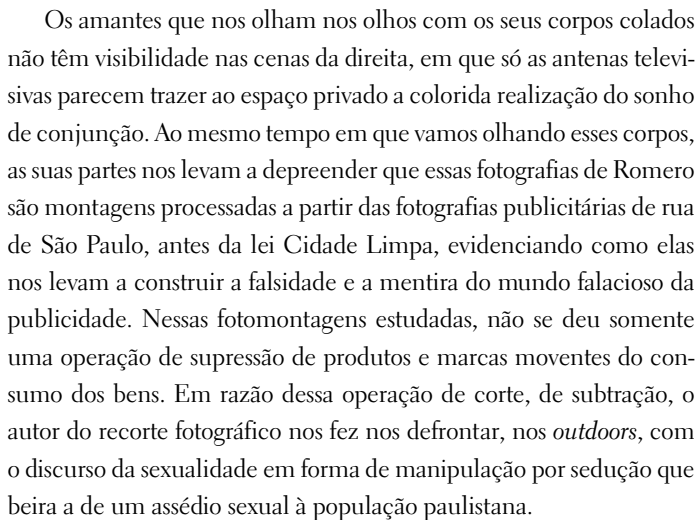 Os amantes que nos olham nos olhos com os seus corpos colados
não têm visibilidade nas cenas da direita, em que só as antenas televi-
sivas parecem trazer ao espaço privado a colorida realização do sonho
de conjunção. Ao mesmo tempo em que vamos olhando esses corpos,
as suas partes nos levam a depreender que essas fotografias de Romero
são montagens processadas a partir das fotografias publicitárias de rua
de São Paulo, antes da lei Cidade Limpa, evidenciando como elas
nos levam a construir a falsidade e a mentira do mundo falacioso da
publicidade. Nessas fotomontagens estudadas, não se deu somente
uma operação de supressão de produtos e marcas moventes do con-
sumo dos bens. Em razão dessa operação de corte, de subtração, o
autor do recorte fotográfico nos fez nos defrontar, nos outdoors, com
o discurso da sexualidade em forma de manipulação por sedução que
beira a de um assédio sexual à população paulistana.